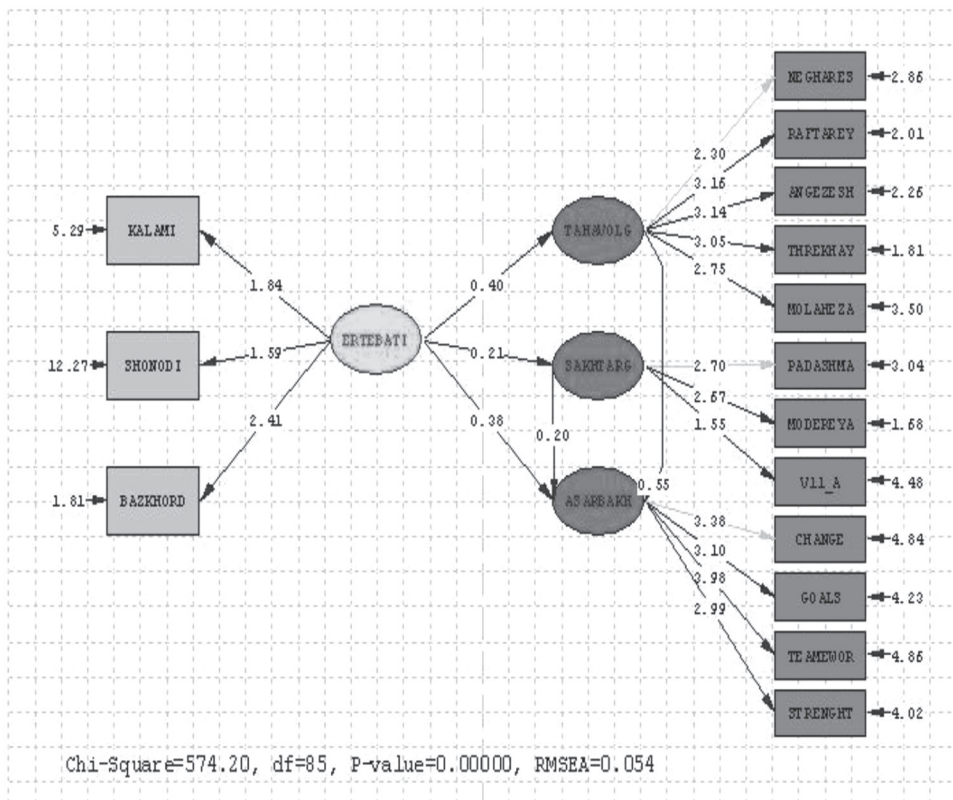 NEGHARES
2.86
RAFTAREY
2.01
2.30
3.16
ANGEZESH
2.26
3.14
5.29
KALAMI
TAHAVOLG
3.05
THREKHAY
1.81
2.75
1.84
0.40
MOLAHEZA
3.50
ERTEBATI
1.59
0.21
12.27
SHONODI
SAKHTARG
2.70
PADASHMA
3.04
2.67
2.41
0.38
0.20
1.55
MODEREYA
1.68
V11_A
4.48
0.55
1.81
BAZKHORD
ASARBAKH
3.38
CHANGE
4.84
3.10
3.98
GOALS
4.23
2.99
TEAMEWOR
4.86
STRENGHT
4.02
Chi-Square=574.20, df=85, P-value=0.00000, RMSEA=0.054